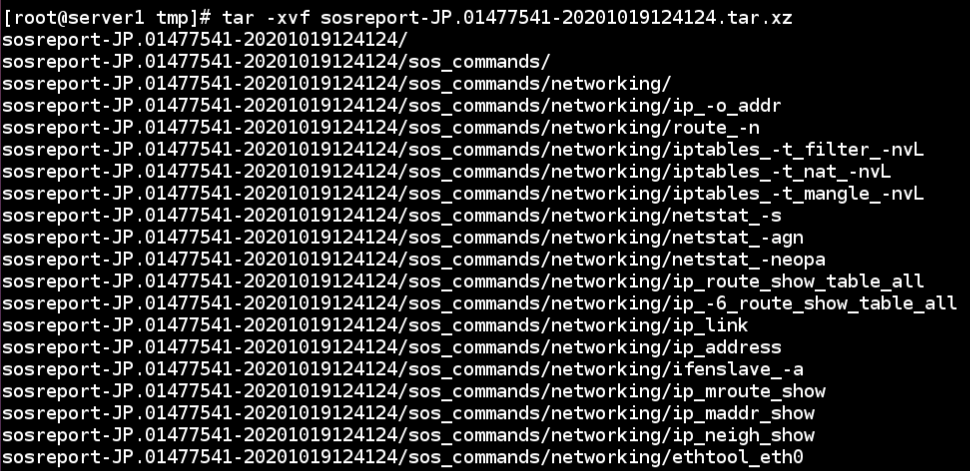 [root@server1 tmp]# tar -xvf sosreport-JP.01477541-20201019124124.tar.xz
sosreport-JP.01477541-20201019124124/
sosreport-JP.01477541-20201019124124/sos_commands/
sosreport-JP.01477541-20201019124124/sos_commands/networking/
sosreport-JP.01477541-20201019124124/sos_commands/networking/ip_-o_addr
sosreport-JP.01477541-20201019124124/sos_commands/networking/route_-n
sosreport-JP.01477541-20201019124124/sos_commands/networking/iptables_-t_filter_-nvL
sosreport-JP.01477541-20201019124124/sos_commands/networking/iptables_-t_nat_-nvL
sosreport-JP.01477541-20201019124124/sos_commands/networking/iptables_-t_mangle_-nvL
sosreport-JP.01477541-20201019124124/sos_commands/networking/netstat_-s
sosreport-JP.01477541-20201019124124/sos_commands/networking/netstat_-agn
sosreport-JP.01477541-20201019124124/sos_commands/networking/netstat_-neopa
sosreport-JP.01477541-20201019124124/sos_commands/networking/ip_route_show_table_all
sosreport-JP.01477541-20201019124124/sos_commands/networking/ip_-6_route_show_table_all
sosreport-JP.01477541-20201019124124/sos_commands/networking/ip_link
sosreport-JP.01477541-20201019124124/sos_commands/networking/ip_address
sosreport-JP.01477541-20201019124124/sos_commands/networking/ifenslave_-a
sosreport-JP.01477541-20201019124124/sos_commands/networking/ip_mroute_show
sosreport-JP.01477541-20201019124124/sos_commands/networking/ip_maddr_show
sosreport-JP.01477541-20201019124124/sos_commands/networking/ip_neigh_show
sosreport-JP.01477541-20201019124124/sos_commands/networking/ethtool_eth0